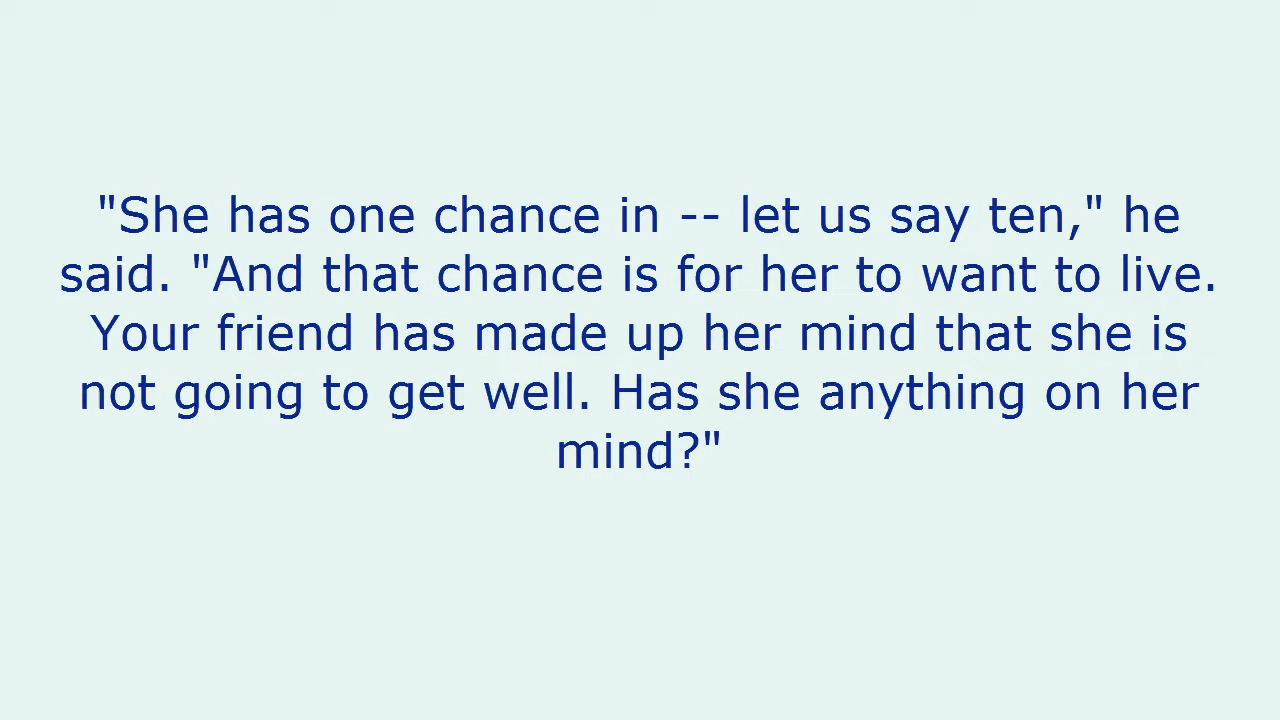 "She has one chance in -- let us say ten," he
said. "And that chance is for her to want to live.
Your friend has made up her mind that she is
not going to get well. Has she anything on her
mind?"